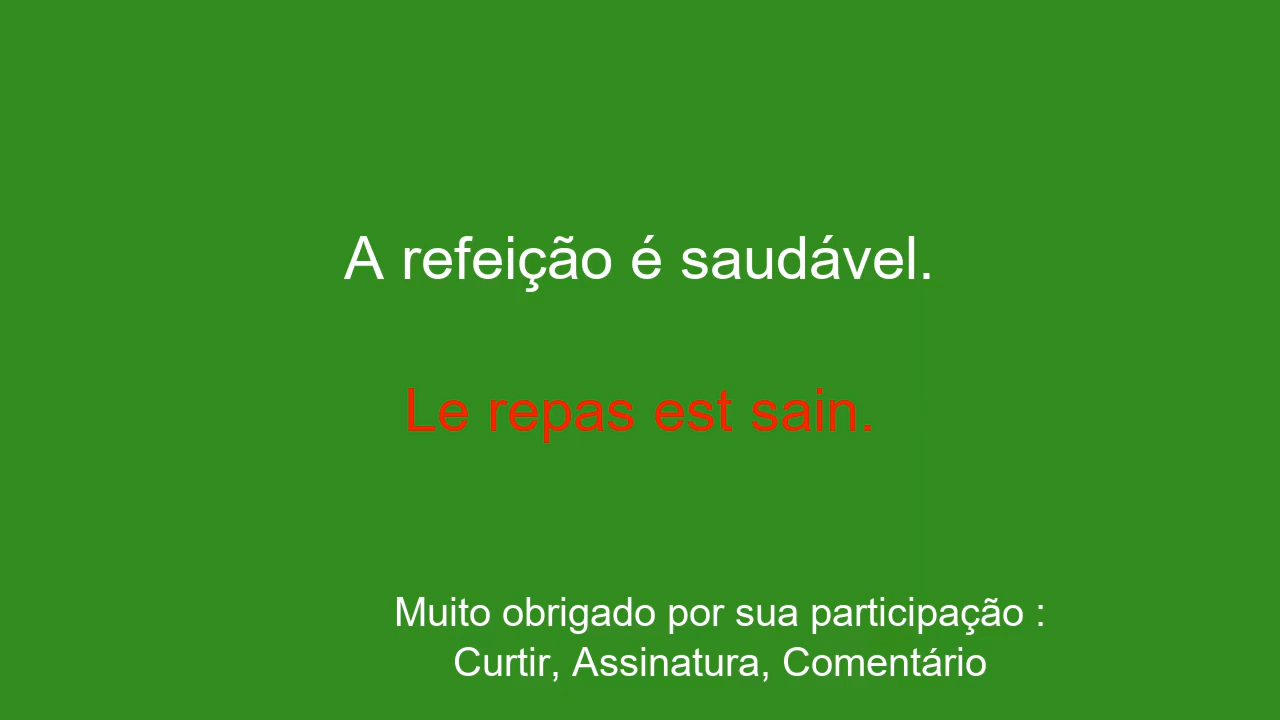 A refeição é saudável.
Le repas est sain.
Muito obrigado por sua participação :
Curtir, Assinatura, Comentário